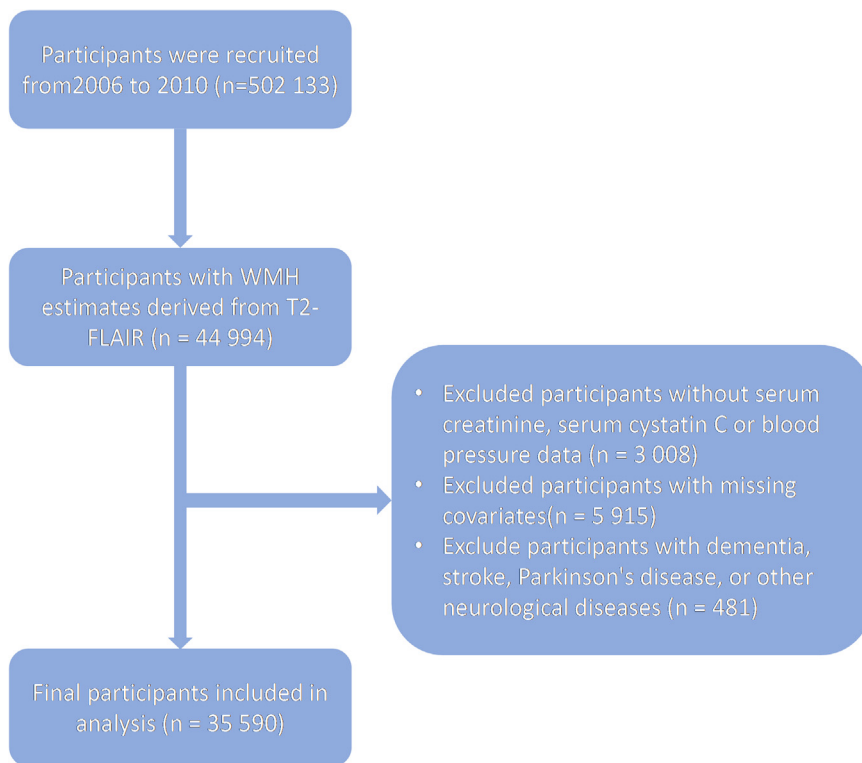 Participants were recruited
from2006 to 2010 (n=502 133)
Participants with WMH
estimates derived from T2-
FLAIR (n = 44 994)
• Excluded participants without serum
creatinine, serum cystatin C or blood
pressure data (n = 3 008)
• Excluded participants with missing
covariates(n = 5 915)
• Exclude participants with dementia,
stroke, Parkinson's disease, or other
neurological diseases (n = 481)
Final participants included in
analysis (n = 35 590)